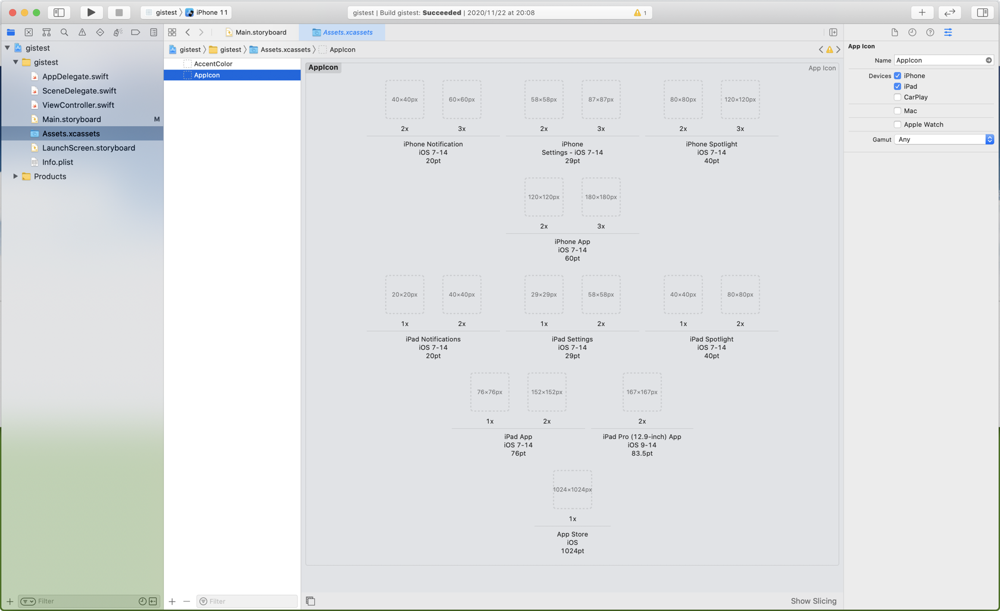 gistest
iPhone 11
gistest | Build gistest: Succeeded | 2020/11/22 at 20:08
1
Main.storyboard
Assets.xcassets
gistest
gistest
AppDelegate.swift
SceneDelegate.swift
ViewController.swift
Main.storyboard
M
Assets.xcassets
LaunchScreen.storyboard
Info.plist
Products
Filter
gistest
gistest
Assets.xcassets
AppIcon
AccentColor
AppIcon
Filter
AppIcon
App Icon
40×40px
60×60px
58×58px
87×87px
80×80px
120×120px
2x
3x
2x
3x
2x
3x
iPhone Notification
iOS 7-14
20pt
iPhone
Settings - iOS 7-14
29pt
iPhone Spotlight
iOS 7-14
40pt
120×120px
180×180px
2x
3x
iPhone App
iOS 7-14
60pt
20×20px
40×40px
29×29px
58×58px
40×40px
80×80px
1x
2x
1x
2x
1x
2x
iPad Notifications
iOS 7-14
20pt
iPad Settings
iOS 7-14
29pt
iPad Spotlight
iOS 7-14
40pt
76×76px
152×152px
167×167px
1x
2x
2x
iPad App
iOS 7-14
76pt
iPad Pro (12.9-inch) App
iOS 9-14
83.5pt
1024×1024px
1x
App Store
iOS
1024pt
Show Slicing
App Icon
Name
AppIcon
Devices
iPhone
iPad
CarPlay
Mac
Apple Watch
Gamut
Any